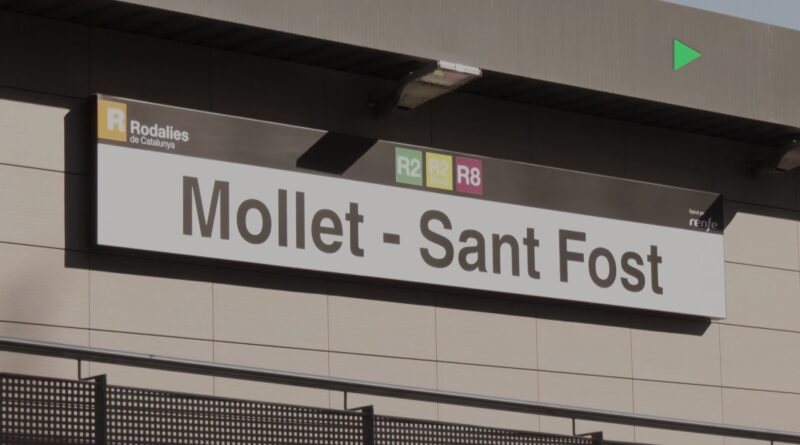 R Rodalies
de Catalunya
R2 R2 R8
renfe
Mollet - Sant Fost